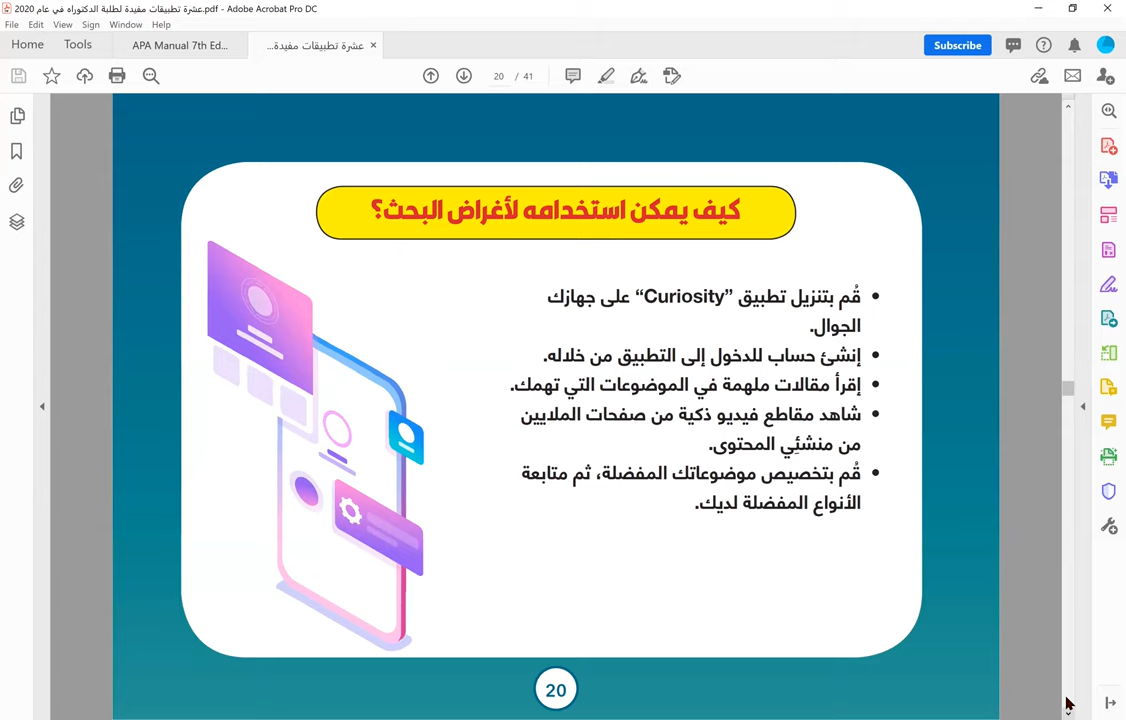 عشرة تطبيقات مفيدة لطلبة الدكتوراه في عام 2020.pdf - Adobe Acrobat Pro DC
File Edit View Sign Window Help
Home Tools APA Manual 7th Ed... عشرة تطبيقات مفيدة... × Subscribe
20 / 41
كيف يمكن استخدامه لأغراض البحث؟
• قُم بتنزيل تطبيق “Curiosity” على جهازك
الجوال.
• إنشئ حساب للدخول إلى التطبيق من خلاله.
• إقرأ مقالات ملهمة في الموضوعات التي تهمك.
• شاهد مقاطع فيديو ذكية من صفحات الملايين
من منشئِي المحتوى.
• قُم بتخصيص موضوعاتك المفضلة، ثم متابعة
الأنواع المفضلة لديك.
20